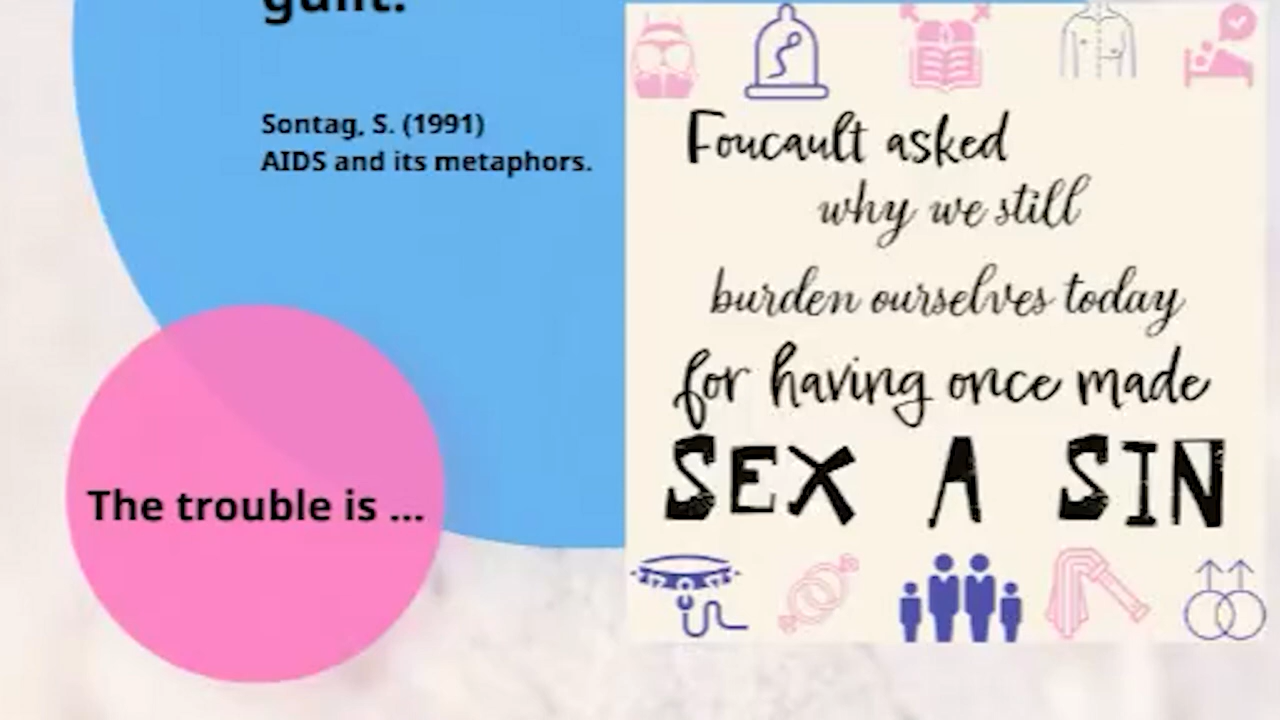 guilt.
Sontag, S. (1991)
AIDS and its metaphors.
The trouble is ...
Foucault asked
why we still
burden ourselves today
for having once made
SEX A SIN